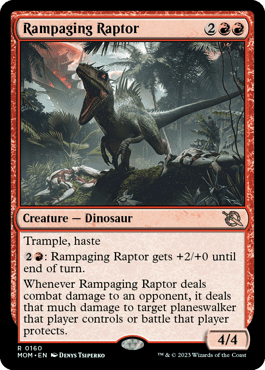 Rampaging Raptor 2
Creature — Dinosaur
Trample, haste
2 : Rampaging Raptor gets +2/+0 until
end of turn.
Whenever Rampaging Raptor deals
combat damage to an opponent, it deals
that much damage to target planeswalker
that player controls or battle that player
protects.
4/4
R 0160
MOM • EN DENYS TSIPERKO
™ & © 2023 Wizards of the Coast